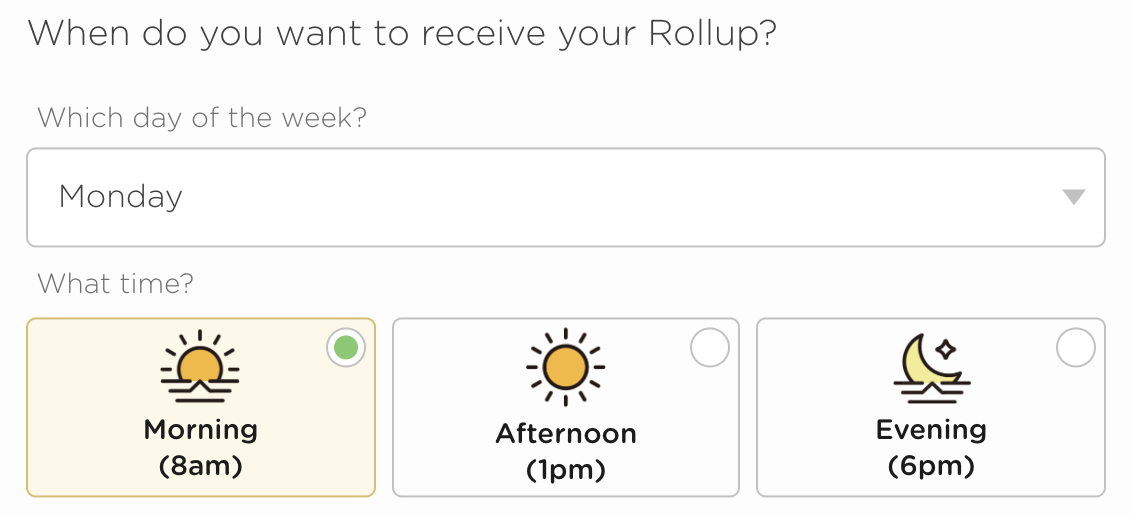 When do you want to receive your Rollup?
Which day of the week?
Monday
What time?
Morning
(8am)
Afternoon
(1pm)
Evening
(6pm)